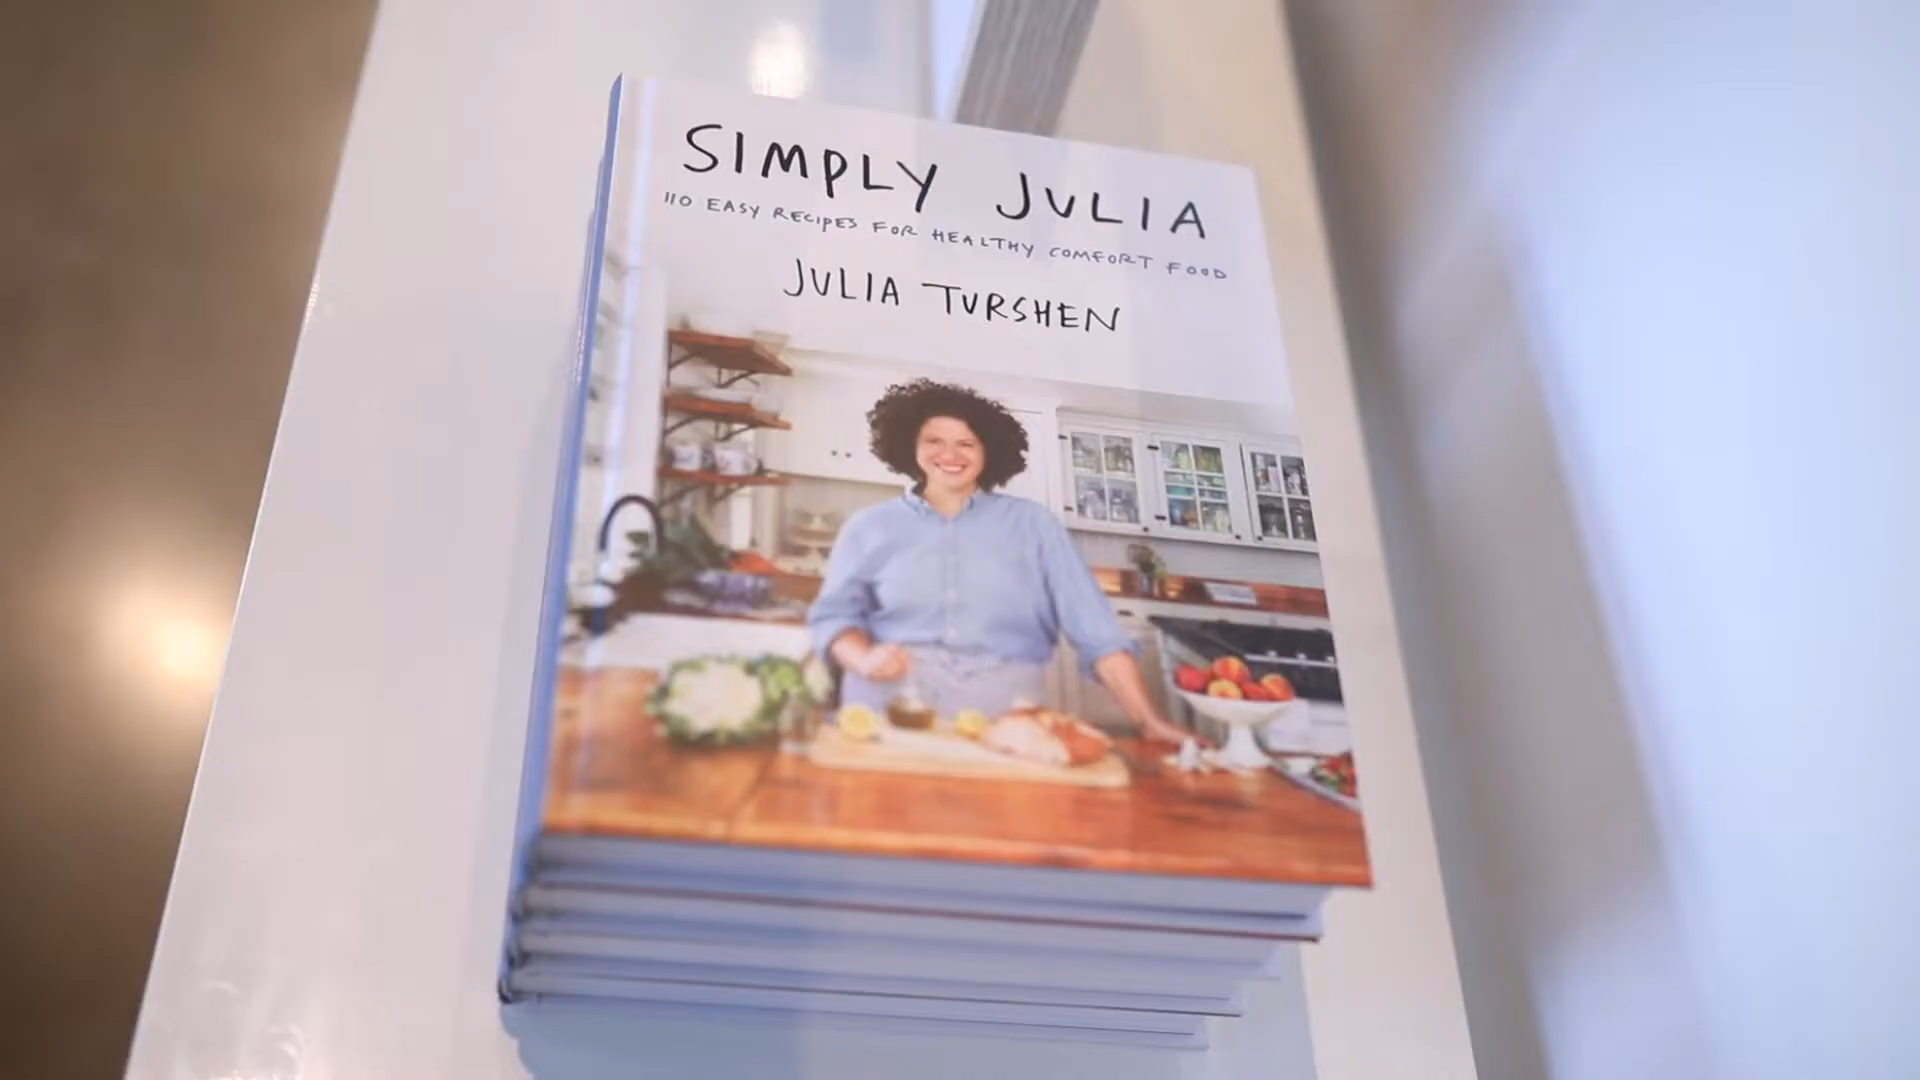 SIMPLY JULIA
110 EASY RECIPES FOR HEALTHY COMFORT FOOD
JULIA TURSHEN